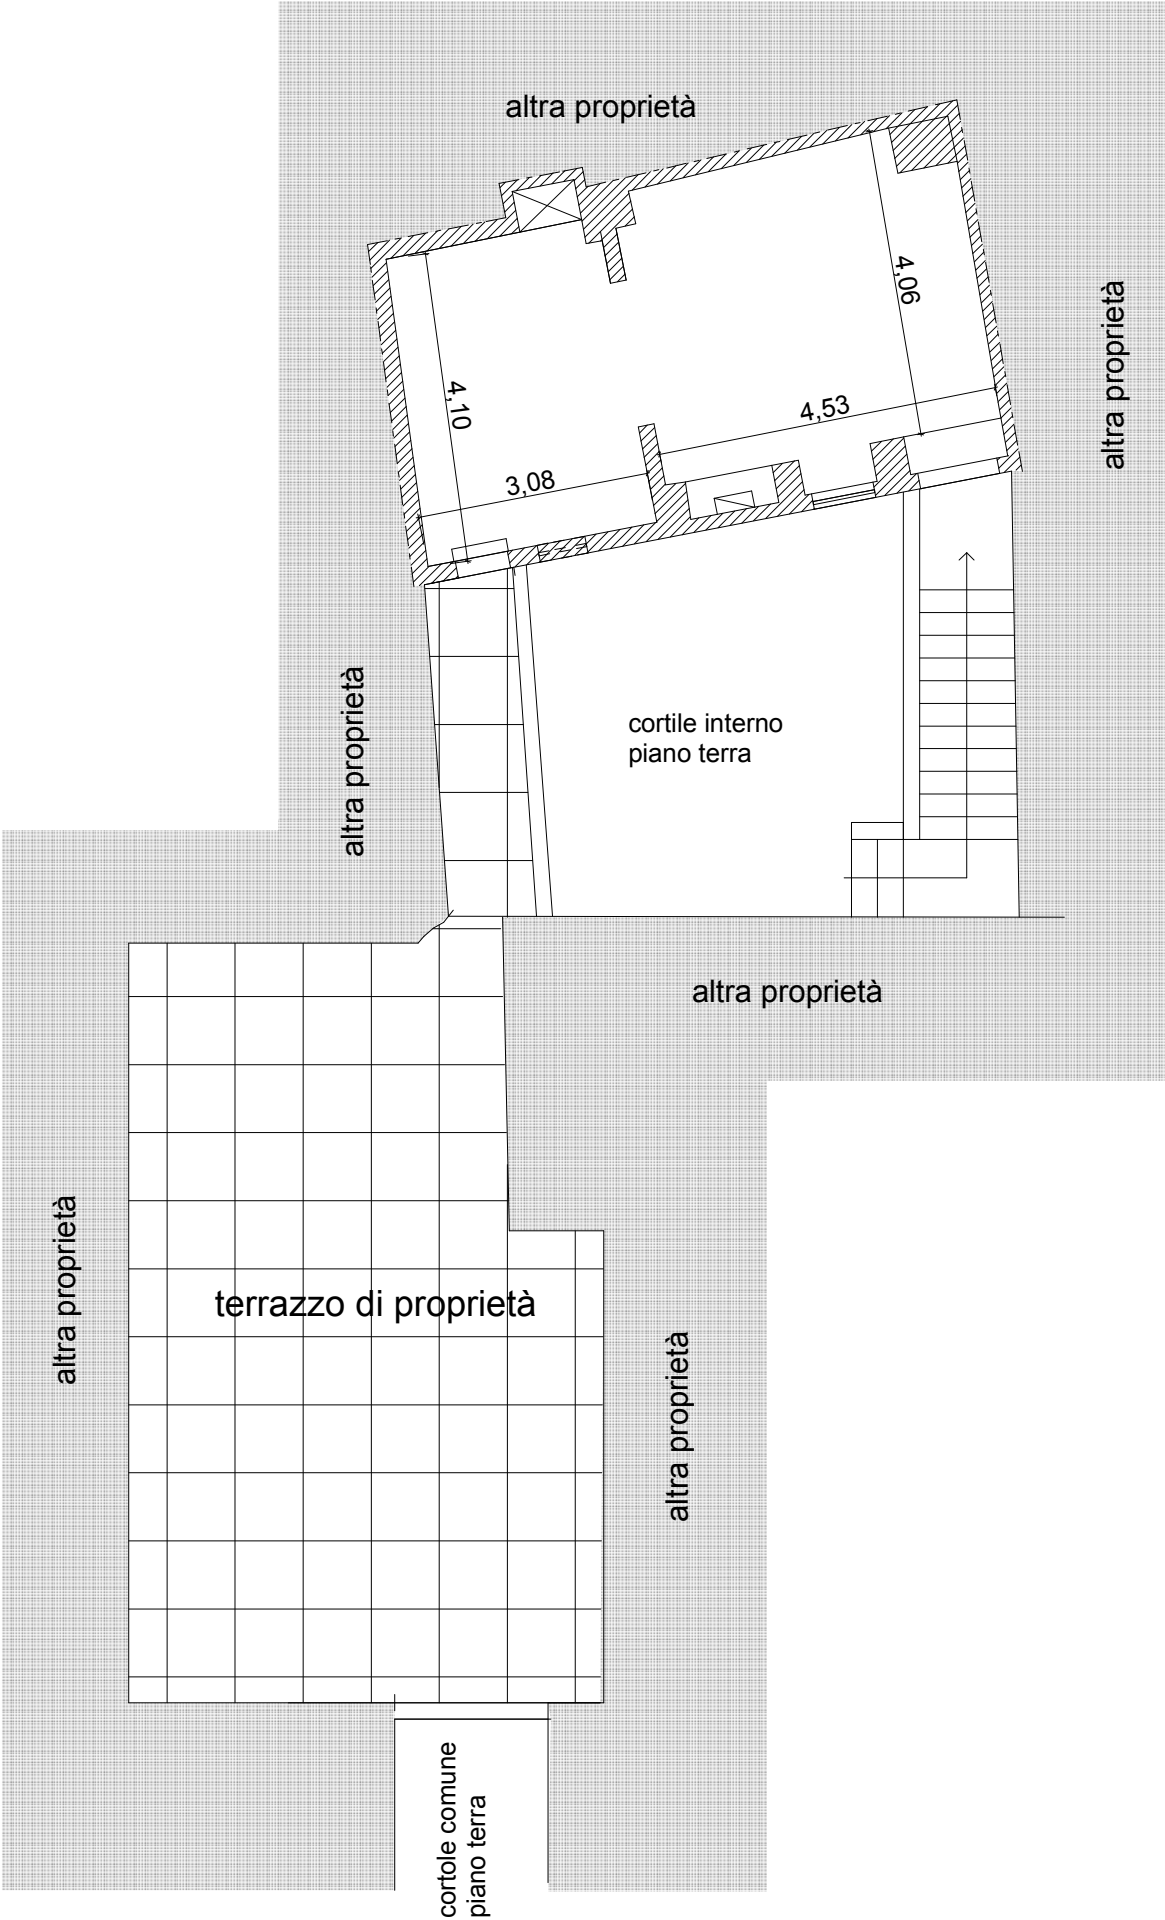 altra proprietà
4,06
altra proprietà
4,10
4,53
3,08
altra proprietà
cortile interno
piano terra
altra proprietà
altra proprietà
terrazzo di proprietà
altra proprietà
cortole comune
piano terra